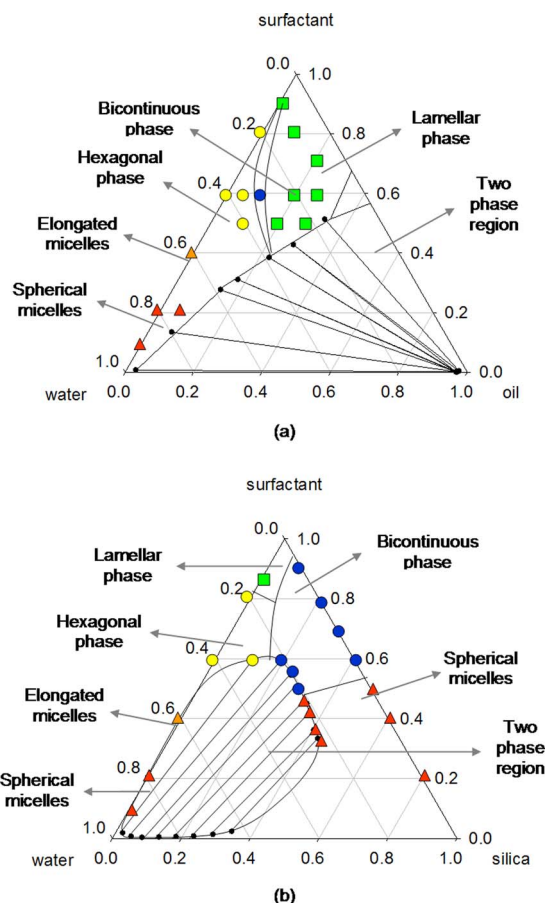 surfactant
0.0
1.0
Bicontinuous
phase
0.2
0.8
Lamellar
phase
Hexagonal
phase
0.4
0.6
Two
phase
region
Elongated
micelles
0.6
0.4
Spherical
micelles
0.8
0.2
1.0
0.0
water
0.0
0.2
0.4
0.6
0.8
1.0
oil
(a)
surfactant
0.0
1.0
Lamellar
phase
Bicontinuous
phase
0.2
0.8
Hexagonal
phase
0.4
0.6
Spherical
micelles
Elongated
micelles
0.6
0.4
Two
phase
region
Spherical
micelles
0.8
0.2
1.0
0.0
water
0.0
0.2
0.4
0.6
0.8
1.0
silica
(b)